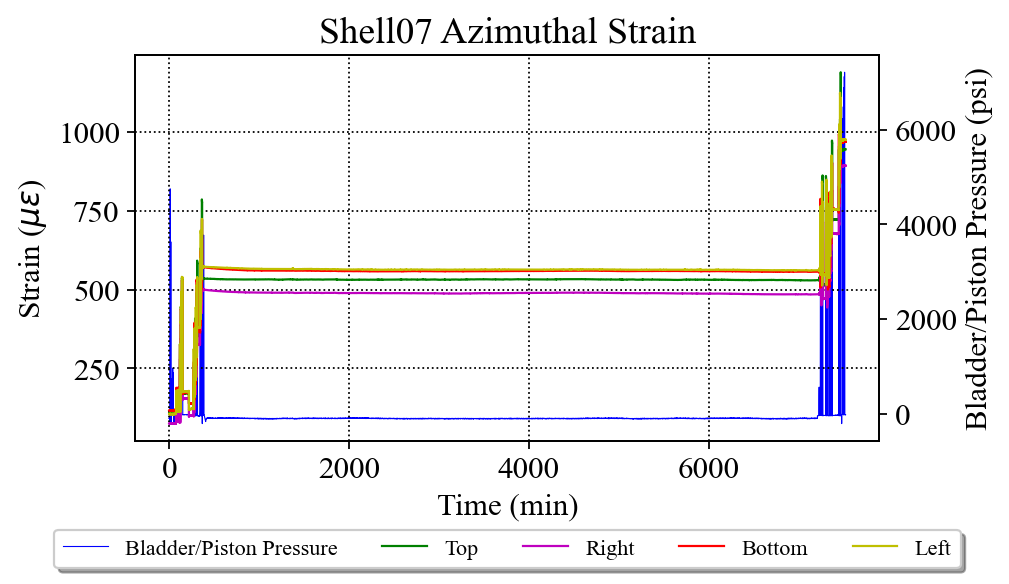 Shell07 Azimuthal Strain
1000
750
500
250
Strain (με)
6000
4000
2000
0
Bladder/Piston Pressure (psi)
0 2000 4000 6000
Time (min)
Bladder/Piston Pressure Top Right Bottom Left